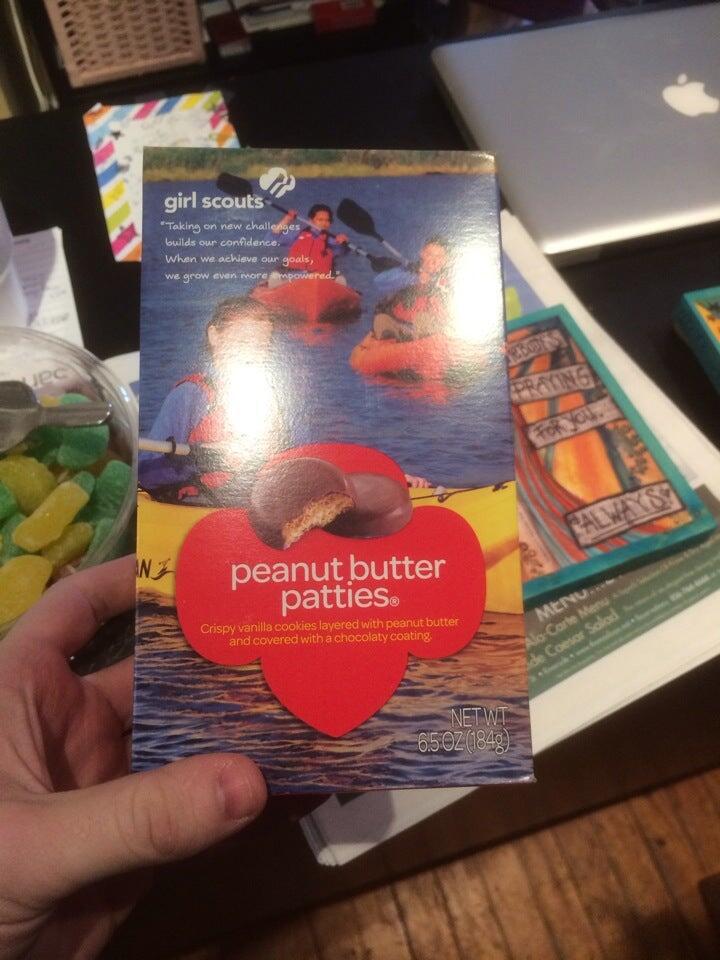 girl scouts
"Taking on new challenges
builds our confidence.
When we achieve our goals,
we grow even more empowered."
peanut butter
patties®
Crispy vanilla cookies layered with peanut butter
and covered with a chocolaty coating.
NET WT
6.5 OZ (184g)
PRAYING
FOR YOU.
ALWAYS
MENU
Caesar Salad